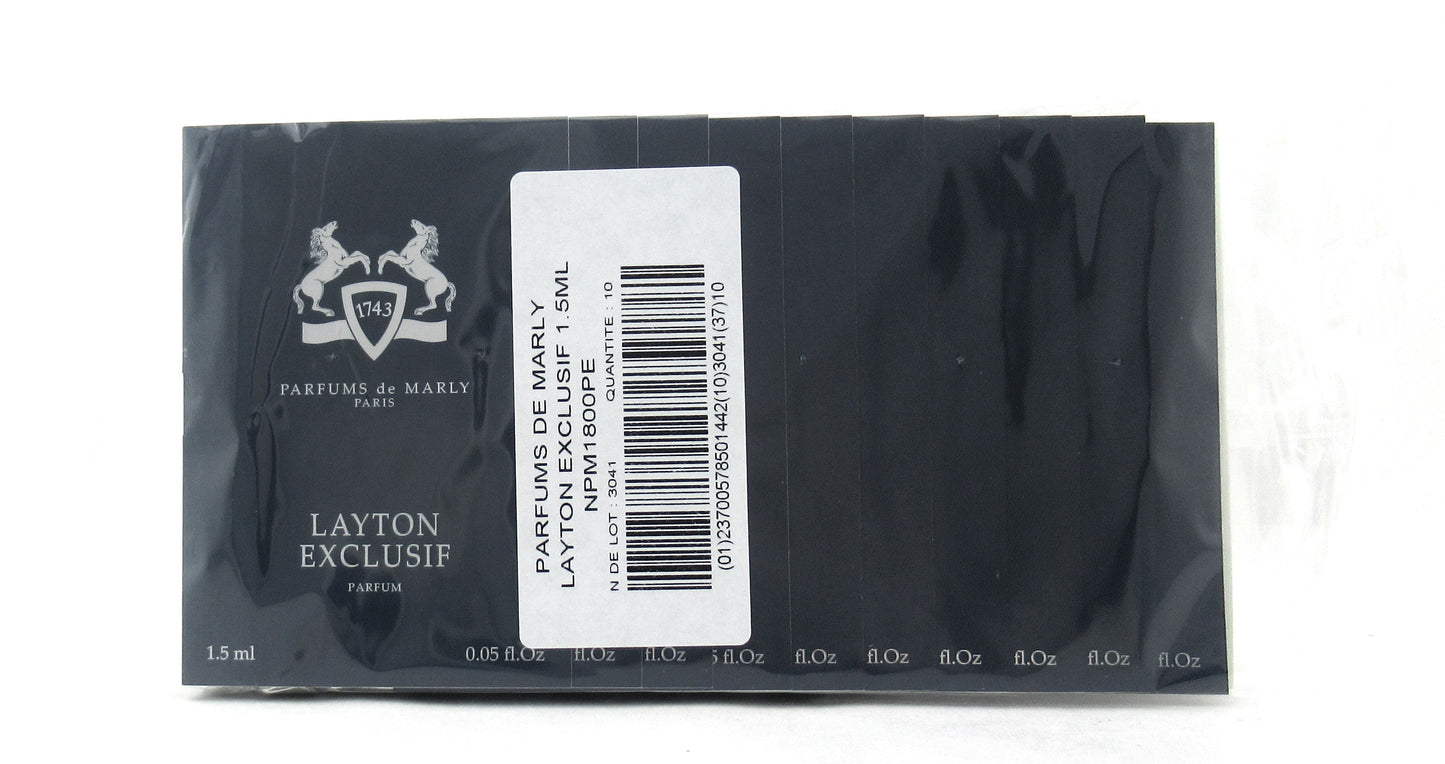 1743
PARFUMS de MARLY
PARIS
LAYTON
EXCLUSIF
PARFUM
1.5 ml
0.05 fl.Oz
fl.Oz
fl.Oz
5 fl.Oz
fl.Oz
fl.Oz
fl.Oz
fl.Oz
fl.Oz
fl.Oz
PARFUMS DE MARLY
LAYTON EXCLUSIF 1.5ML
NPM1800PE
N DE LOT : 3041 QUANTITE : 10
(01)23700578501442(10)3041(37)10